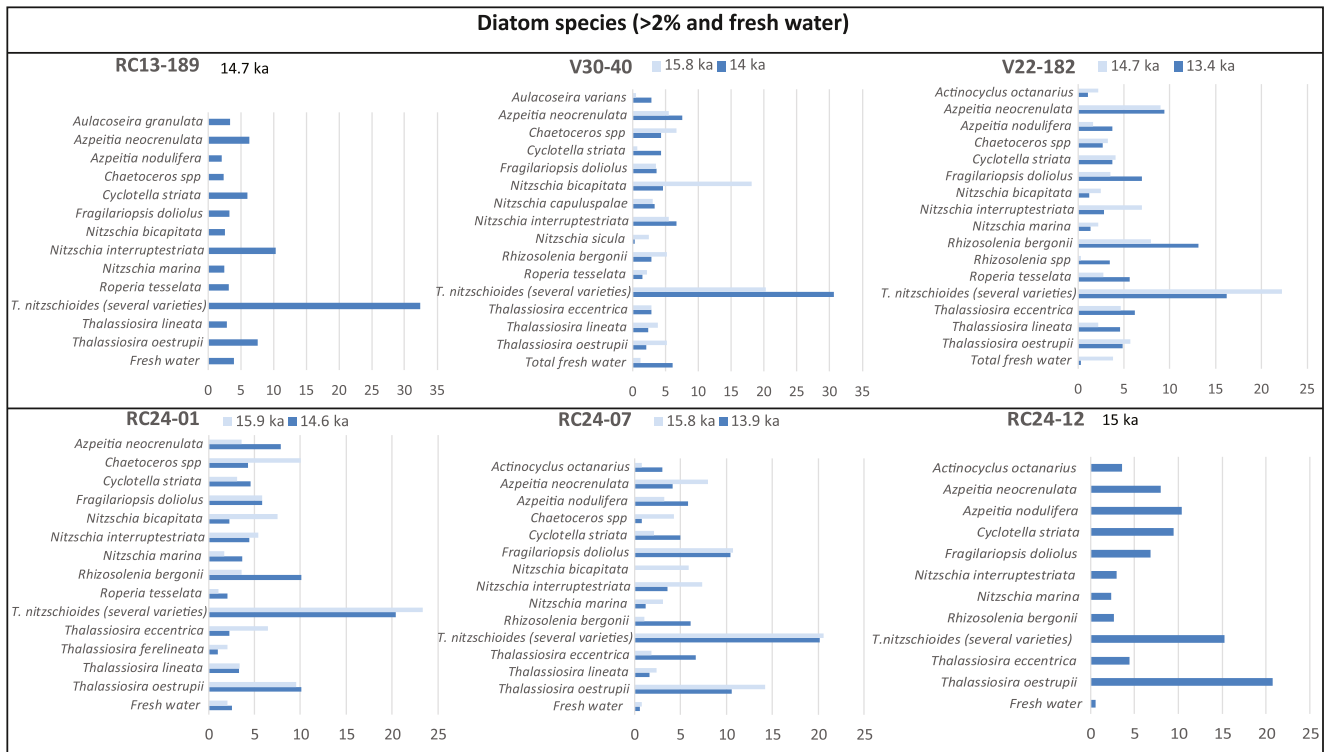 Diatom species (>2% and fresh water)
RC13-189 14.7 ka
Aulacoseira granulata
Azpeitia neocrenulata
Azpeitia nodulifera
Chaetoceros spp
Cyclotella striata
Fragilariopsis doliolus
Nitzschia bicapitata
Nitzschia interruptestriata
Nitzschia marina
Roperia tesselata
T. nitzschioides (several varieties)
Thalassiosira lineata
Thalassiosira oestrupii
Fresh water
0 5 10 15 20 25 30 35
V30-40 15.8 ka 14 ka
Aulacoseira varians
Azpeitia neocrenulata
Chaetoceros spp
Cyclotella striata
Fragilariopsis doliolus
Nitzschia bicapitata
Nitzschia capuluspalae
Nitzschia interruptestriata
Nitzschia sicula
Rhizosolenia bergonii
Roperia tesselata
T. nitzschioides (several varieties)
Thalassiosira eccentrica
Thalassiosira lineata
Thalassiosira oestrupii
Total fresh water
0 5 10 15 20 25 30 35
V22-182 14.7 ka 13.4 ka
Actinocyclus octanarius
Azpeitia neocrenulata
Azpeitia nodulifera
Chaetoceros spp
Cyclotella striata
Fragilariopsis doliolus
Nitzschia bicapitata
Nitzschia interruptestriata
Nitzschia marina
Rhizosolenia bergonii
Rhizosolenia spp
Roperia tesselata
T. nitzschioides (several varieties)
Thalassiosira eccentrica
Thalassiosira lineata
Thalassiosira oestrupii
Total fresh water
0 5 10 15 20 25
RC24-01 15.9 ka 14.6 ka
Azpeitia neocrenulata
Chaetoceros spp
Cyclotella striata
Fragilariopsis doliolus
Nitzschia bicapitata
Nitzschia interruptestriata
Nitzschia marina
Rhizosolenia bergonii
Roperia tesselata
T. nitzschioides (several varieties)
Thalassiosira eccentrica
Thalassiosira ferelineata
Thalassiosira lineata
Thalassiosira oestrupii
Fresh water
0 5 10 15 20 25
RC24-07 15.8 ka 13.9 ka
Actinocyclus octanarius
Azpeitia neocrenulata
Azpeitia nodulifera
Chaetoceros spp
Cyclotella striata
Fragilariopsis doliolus
Nitzschia bicapitata
Nitzschia interruptestriata
Nitzschia marina
Rhizosolenia bergonii
T. nitzschioides (several varieties)
Thalassiosira eccentrica
Thalassiosira lineata
Thalassiosira oestrupii
Fresh water
0 5 10 15 20 25
RC24-12 15 ka
Actinocyclus octanarius
Azpeitia neocrenulata
Azpeitia nodulifera
Cyclotella striata
Fragilariopsis doliolus
Nitzschia interruptestriata
Nitzschia marina
Rhizosolenia bergonii
T.nitzschioides (several varieties)
Thalassiosira eccentrica
Thalassiosira oestrupii
Fresh water
0 5 10 15 20 25